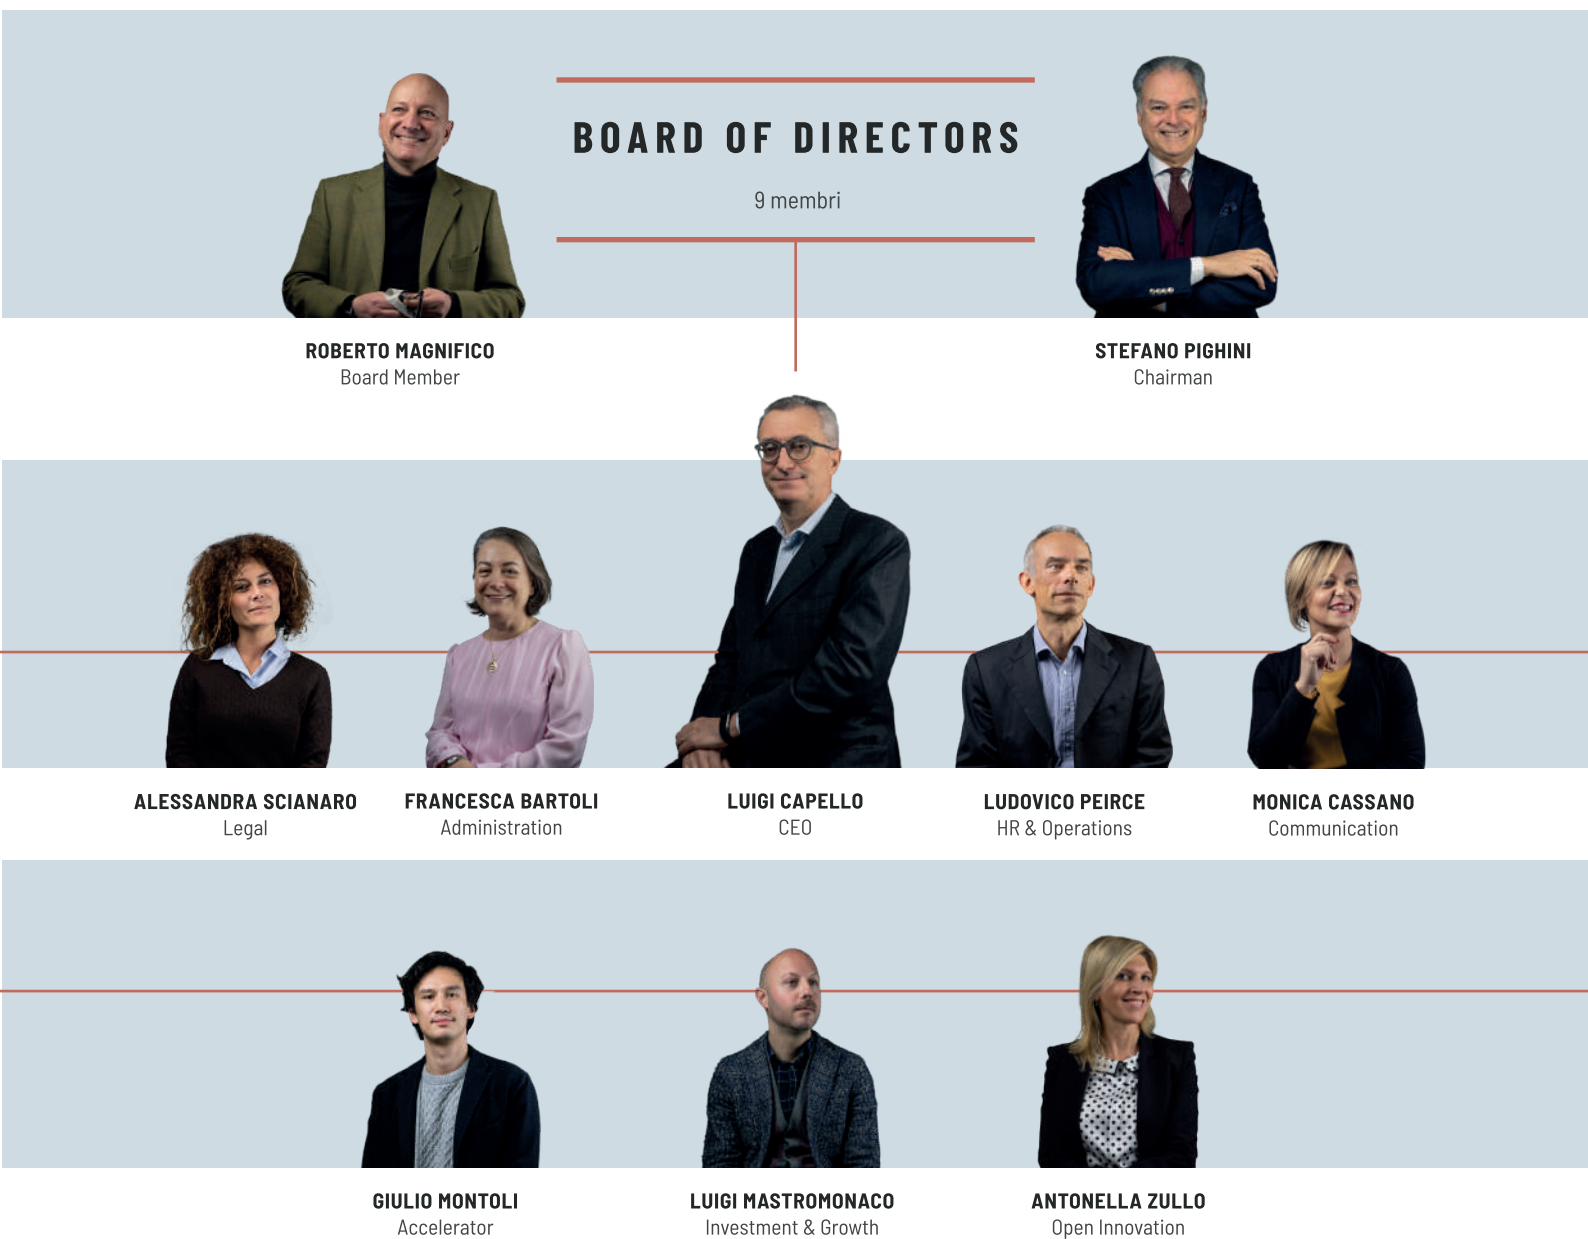 BOARD OF DIRECTORS
9 membri
ROBERTO MAGNIFICO
Board Member
STEFANO PIGHINI
Chairman
ALESSANDRA SCIANARO
Legal
FRANCESCA BARTOLI
Administration
LUIGI CAPELLO
CEO
LUDOVICO PEIRCE
HR & Operations
MONICA CASSANO
Communication
GIULIO MONTOLI
Accelerator
LUIGI MASTROMONACO
Investment & Growth
ANTONELLA ZULLO
Open Innovation